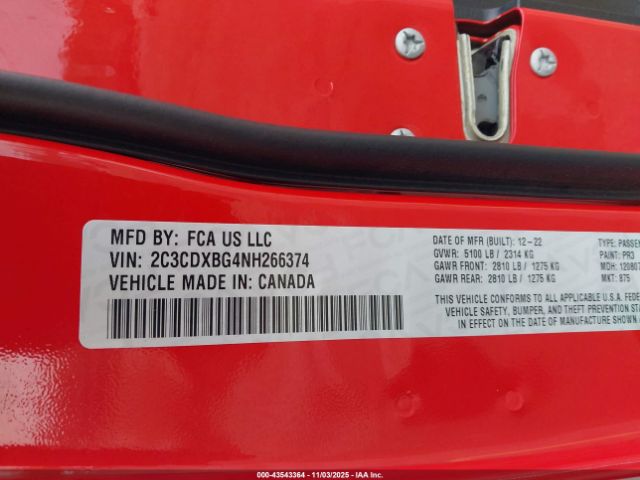 MFD BY: FCA US LLC
VIN: 2C3CDXBG4NH266374
VEHICLE MADE IN: CANADA
DATE OF MFR (BUILT): 12-22
GVWR: 5100 LB / 2314 KG
GAWR FRONT: 2810 LB / 1275 KG
GAWR REAR: 2810 LB / 1275 KG
TYPE: PASSEN
PAINT: PR3
MDH: 12080
MKT: 875
THIS VEHICLE CONFORMS TO ALL APPLICABLE U.S.A. FEDE
VEHICLE SAFETY, BUMPER, AND THEFT PREVENTION STA
IN EFFECT ON THE DATE OF MANUFACTURE SHOWN
000-43543364 - 11/03/2025 - IAA Inc.